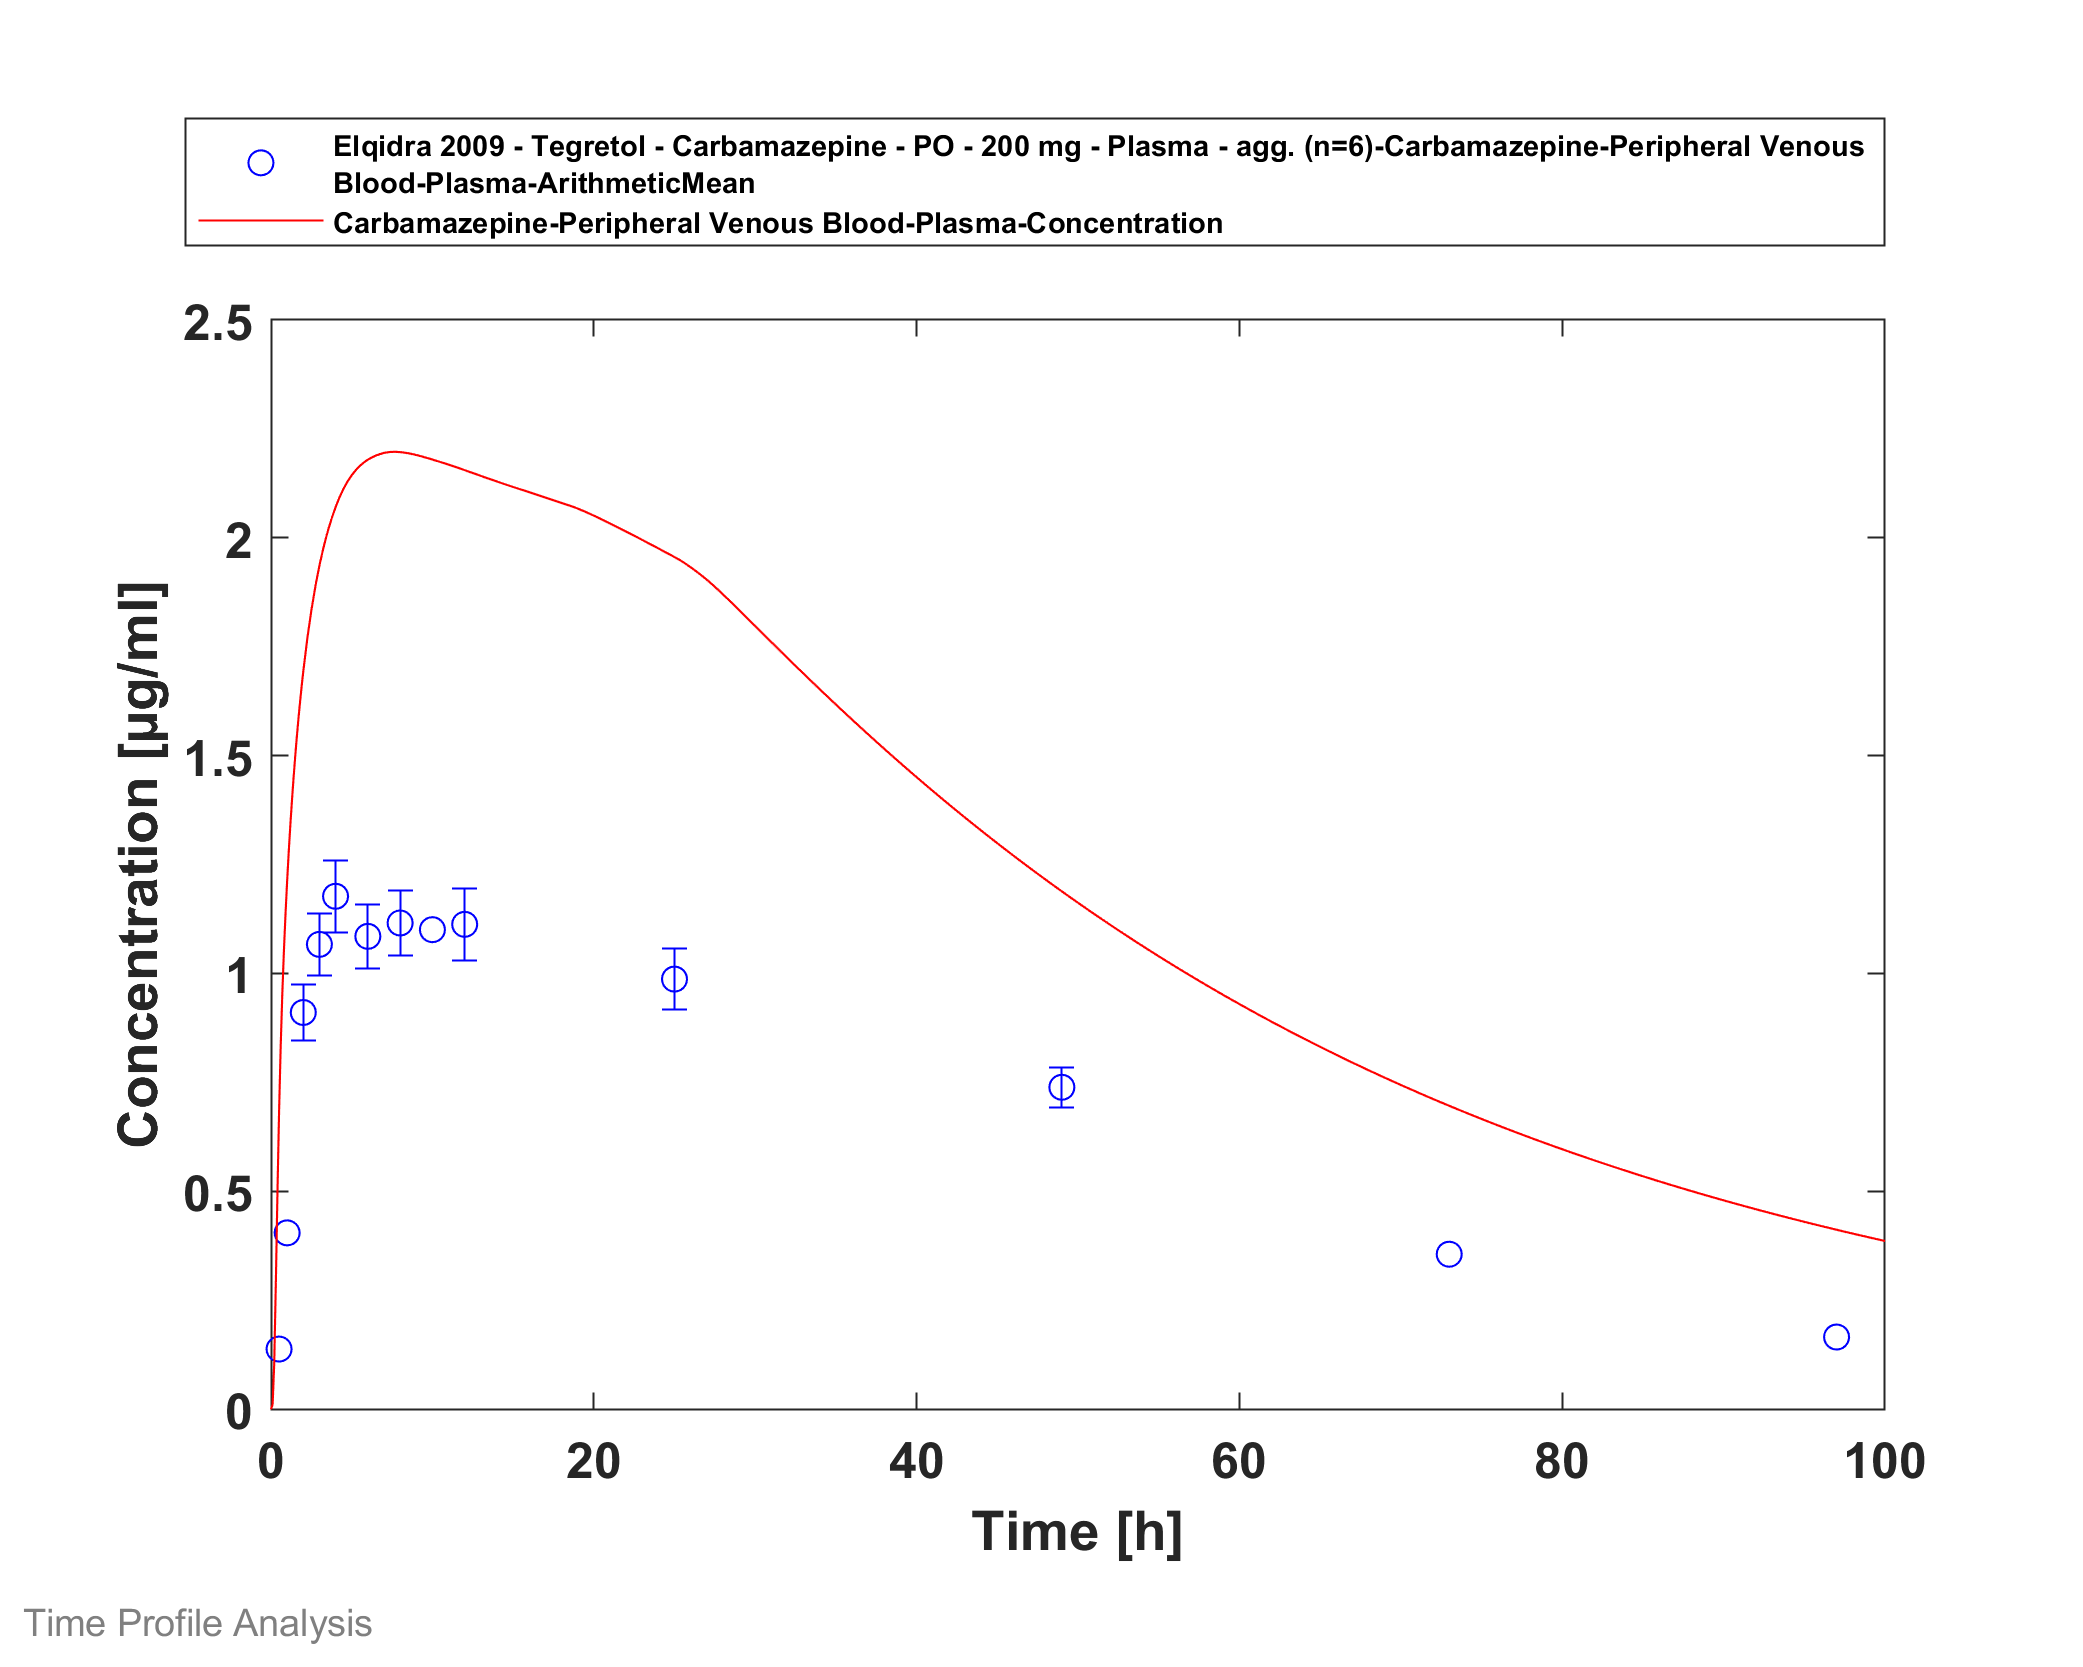 Elqidra 2009 - Tegretol - Carbamazepine - PO - 200 mg - Plasma - agg. (n=6)-Carbamazepine-Peripheral Venous
Blood-Plasma-ArithmeticMean
Carbamazepine-Peripheral Venous Blood-Plasma-Concentration
2.5
2
1.5
1
0.5
0
Concentration [µg/ml]
0 20 40 60 80 100
Time [h]
Time Profile Analysis